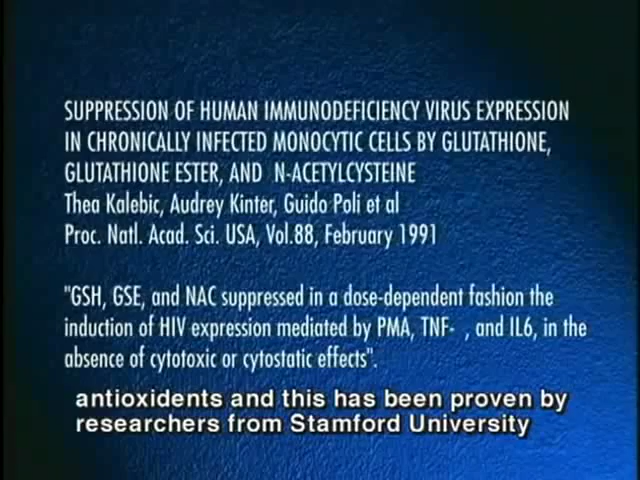 SUPPRESSION OF HUMAN IMMUNODEFICIENCY VIRUS EXPRESSION
IN CHRONICALLY INFECTED MONOCYTIC CELLS BY GLUTATHIONE,
GLUTATHIONE ESTER, AND N-ACETYLCYSTEINE
Thea Kalebic, Audrey Kinter, Guido Poli et al
Proc. Natl. Acad. Sci. USA, Vol.88, February 1991
"GSH, GSE, and NAC suppressed in a dose-dependent fashion the
induction of HIV expression mediated by PMA, TNF- , and IL6, in the
absence of cytotoxic or cytostatic effects".
antioxidents and this has been proven by
researchers from Stamford University